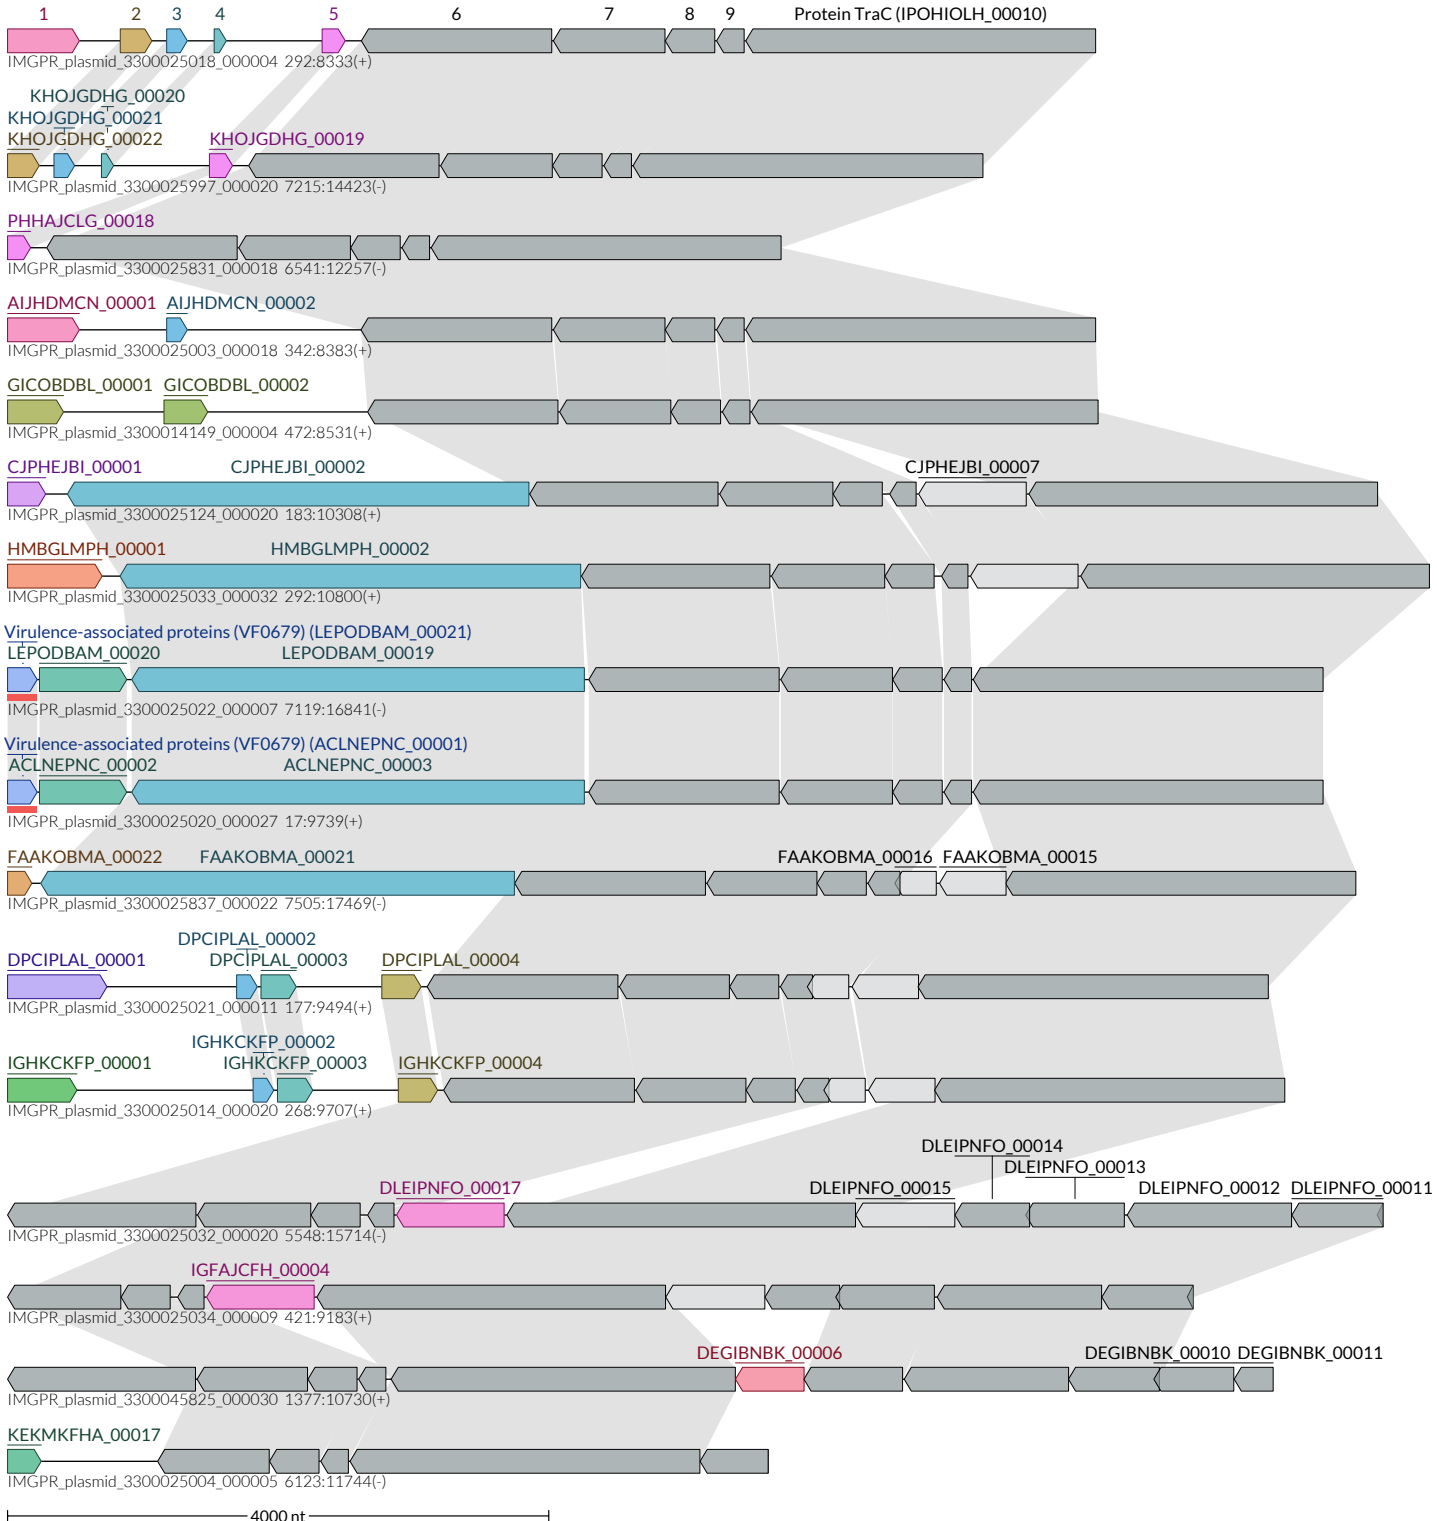 1 2 3 4 5 6 7 8 9 Protein TraC (IPOHIOLH_00010)
IMGPR_plasmid_3300025018_000004 292:8333(+)
KHOJGDHG_00020
KHOJGDHG_00021
KHOJGDHG_00022 KHOJGDHG_00019
IMGPR_plasmid_3300025997_000020 7215:14423(-)
PHHAJCLG_00018
IMGPR_plasmid_3300025831_000018 6541:12257(-)
AIJHDMCN_00001 AIJHDMCN_00002
IMGPR_plasmid_3300025003_000018 342:8383(+)
GICOBDBL_00001 GICOBDBL_00002
IMGPR_plasmid_3300014149_000004 472:8531(+)
CJPHEJBI_00001 CJPHEJBI_00002 CJPHEJBI_00007
IMGPR_plasmid_3300025124_000020 183:10308(+)
HMBGLMPH_00001 HMBGLMPH_00002
IMGPR_plasmid_3300025033_000032 292:10800(+)
Virulence-associated proteins (VF0679) (LEPODBAM_00021)
LEPODBAM_00020 LEPODBAM_00019
IMGPR_plasmid_3300025022_000007 7119:16841(-)
Virulence-associated proteins (VF0679) (ACLNEPNC_00001)
ACLNEPNC_00002 ACLNEPNC_00003
IMGPR_plasmid_3300025020_000027 17:9739(+)
FAAKOBMA_00022 FAAKOBMA_00021 FAAKOBMA_00016 FAAKOBMA_00015
IMGPR_plasmid_3300025837_000022 7505:17469(-)
DPCIPLAL_00002
DPCIPLAL_00001 DPCIPLAL_00003 DPCIPLAL_00004
IMGPR_plasmid_3300025021_000011 177:9494(+)
IGHKCKFP_00002
IGHKCKFP_00001 IGHKCKFP_00003 IGHKCKFP_00004
IMGPR_plasmid_3300025014_000020 268:9707(+)
DLEIPNFO_00014
DLEIPNFO_00013
DLEIPNFO_00017 DLEIPNFO_00015 DLEIPNFO_00012 DLEIPNFO_00011
IMGPR_plasmid_3300025032_000020 5548:15714(-)
IGFAJCFH_00004
IMGPR_plasmid_3300025034_000009 421:9183(+)
DEGIBNBK_00006 DEGIBNBK_00010 DEGIBNBK_00011
IMGPR_plasmid_3300045825_000030 1377:10730(+)
KEKMKFHA_00017
IMGPR_plasmid_3300025004_000005 6123:11744(-)
4000 nt